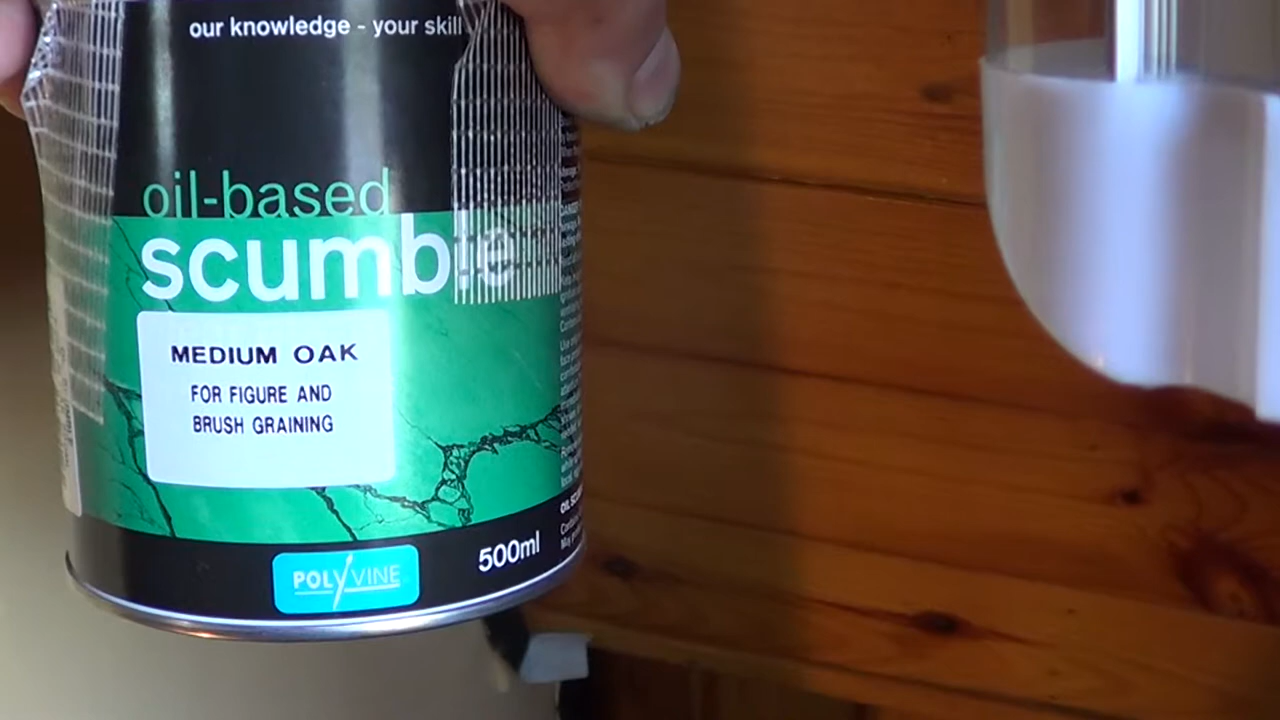 our knowledge - your skill
oil-based
scumble
MEDIUM OAK
FOR FIGURE AND
BRUSH GRAINING
500ml
POLYVINE